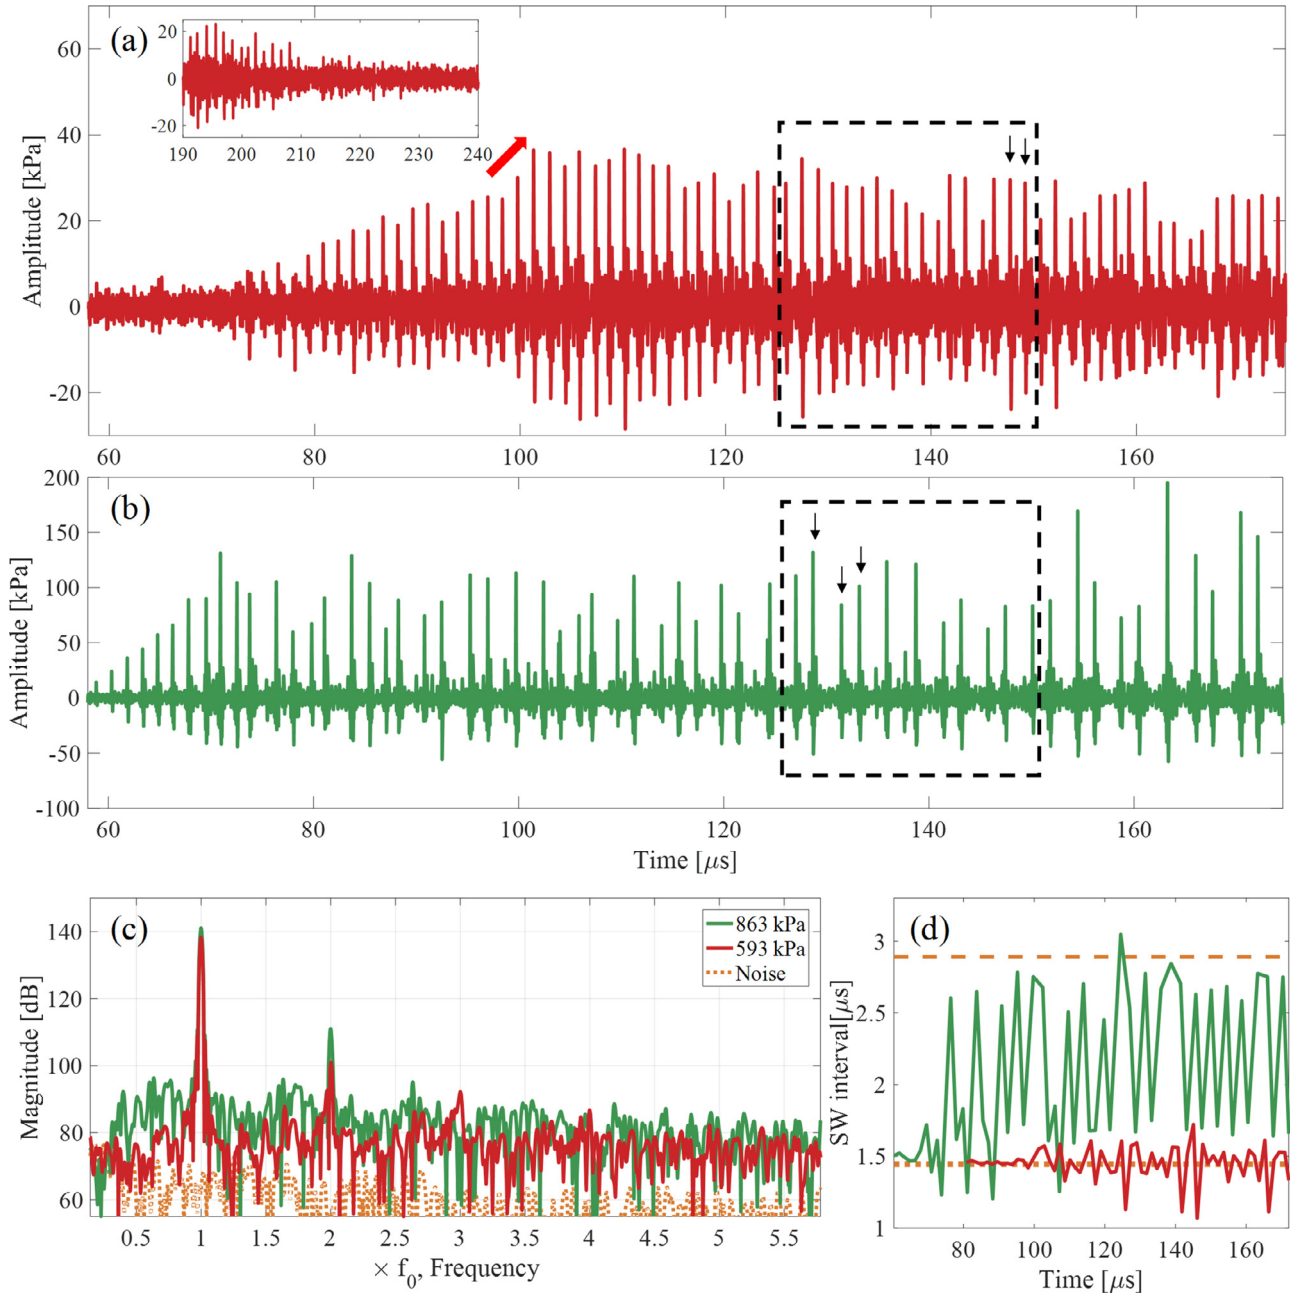 (a)
20
0
-20
190 200 210 220 230 240
60
40
20
0
-20
Amplitude [kPa]
60 80 100 120 140 160
(b)
200
150
100
50
0
-50
-100
Amplitude [kPa]
60 80 100 120 140 160
Time [μs]
(c)
863 kPa
593 kPa
Noise
140
120
100
80
60
Magnitude [dB]
0.5 1 1.5 2 2.5 3 3.5 4 4.5 5 5.5
× f0, Frequency
(d)
3
2.5
2
1.5
1
SW interval[μs]
80 100 120 140 160
Time [μs]